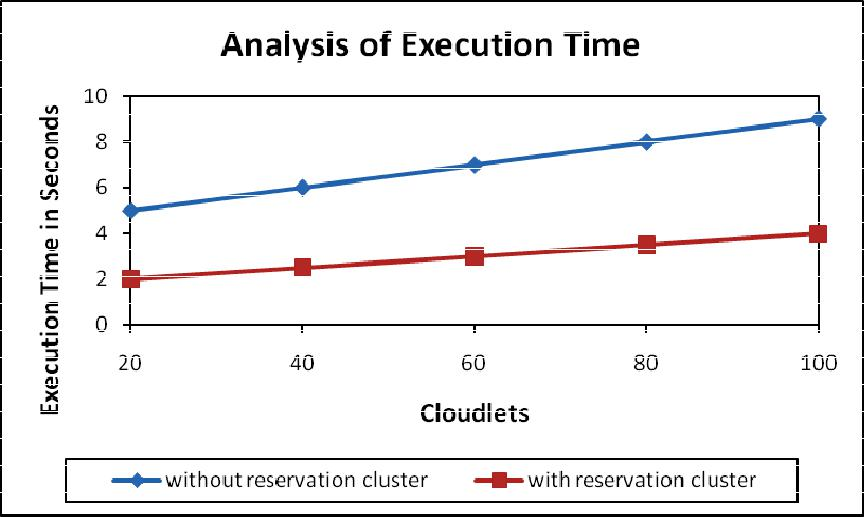 Analysis of Execution Time
Execution Time in Seconds
10
8
6
4
2
0
20 40 60 80 100
Cloudlets
without reservation cluster with reservation cluster